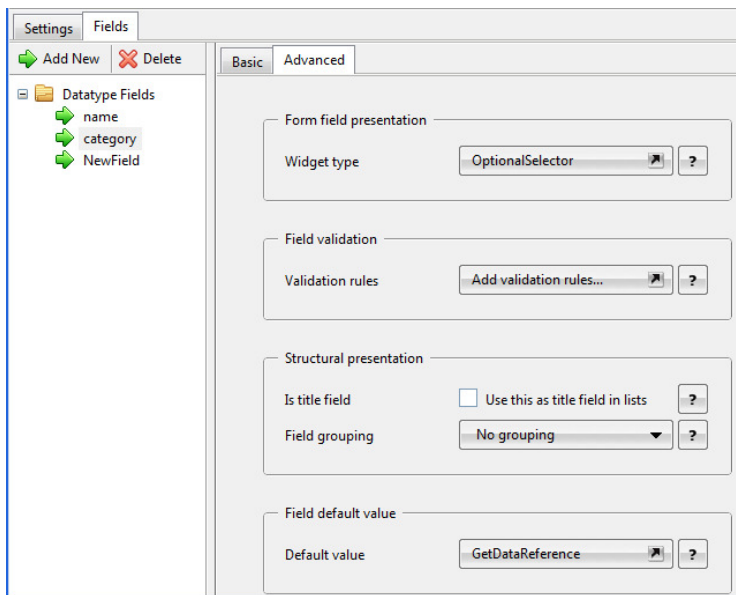 Settings Fields
Add New Delete
Datatype Fields
name
category
NewField
Basic Advanced
Form field presentation
Widget type OptionalSelector ?
Field validation
Validation rules Add validation rules... ?
Structural presentation
Is title field Use this as title field in lists ?
Field grouping No grouping ?
Field default value
Default value GetDataReference ?